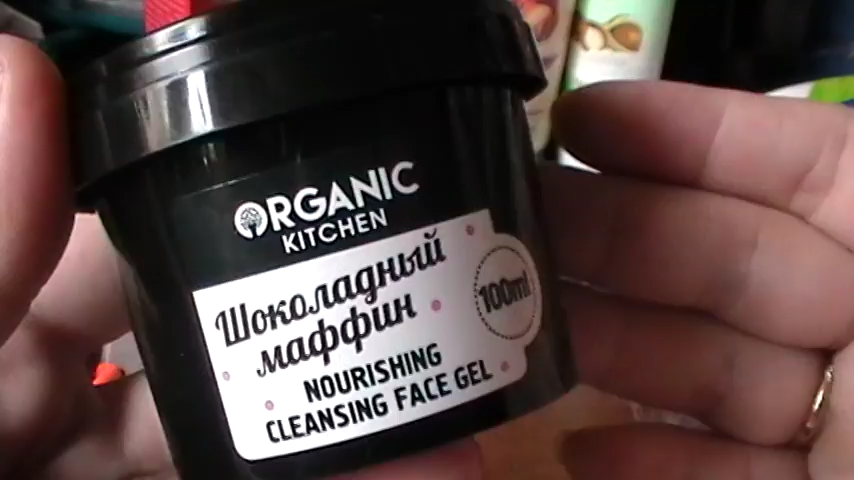 ORGANIC
KITCHEN
Шоколадный
маффин
100ml
NOURISHING
CLEANSING FACE GEL